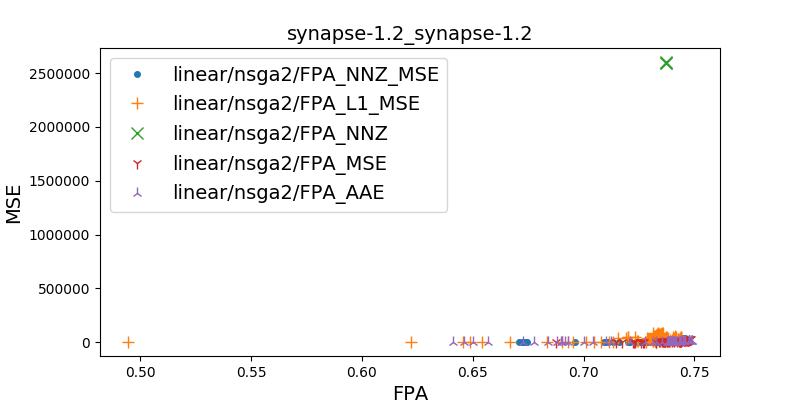 synapse-1.2_synapse-1.2
2500000
2000000
1500000
1000000
500000
0
MSE
linear/nsga2/FPA_NNZ_MSE
linear/nsga2/FPA_L1_MSE
linear/nsga2/FPA_NNZ
linear/nsga2/FPA_MSE
linear/nsga2/FPA_AAE
0.50 0.55 0.60 0.65 0.70 0.75
FPA